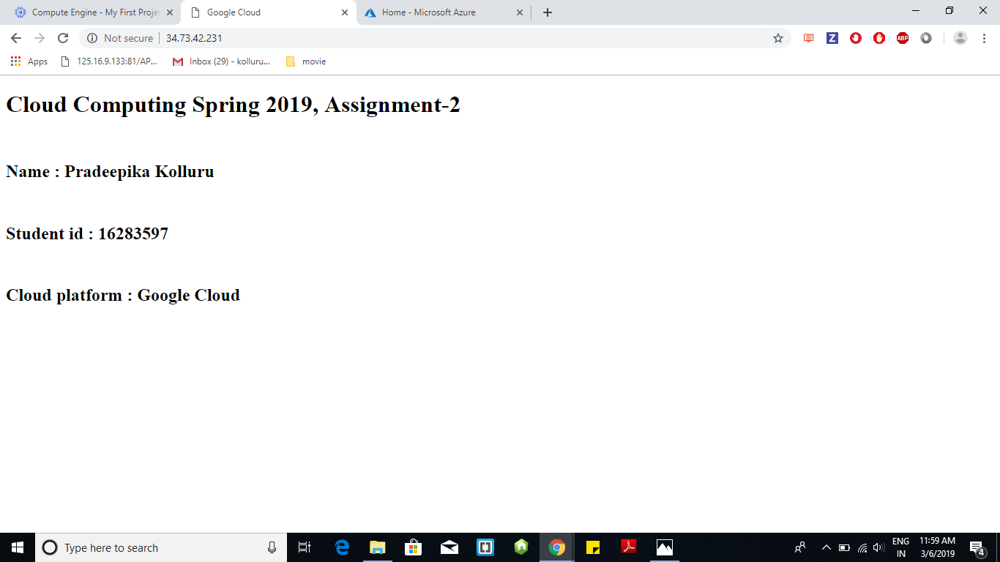 Compute Engine - My First Proje
Google Cloud
Home - Microsoft Azure
Not secure
34.73.42.231
Apps
125.16.9.133:81/AP...
Inbox (29) - kolluru...
movie
Cloud Computing Spring 2019, Assignment-2
Name : Pradeepika Kolluru
Student id : 16283597
Cloud platform : Google Cloud
Type here to search
ENG
IN
11:59 AM
3/6/2019
4
Z
ABP